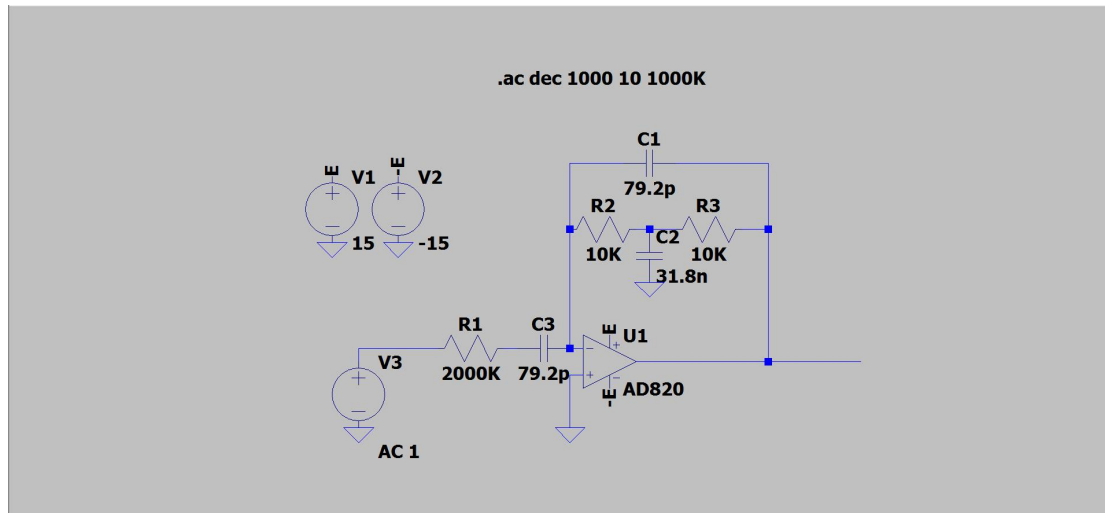 .ac dec 1000 10 1000K
C1
79.2p
E
V1
-E
V2
15
-15
R2
10K
C2
31.8n
R3
10K
R1
2000K
C3
79.2p
E
U1
-E
AD820
V3
AC 1